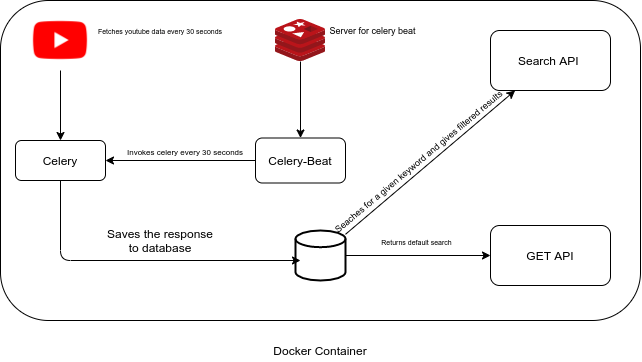 Fetches youtube data every 30 seconds
Server for celery beat
Search API
Seaches for a given keyword and gives filtered results
Invokes celery every 30 seconds
Celery
Celery-Beat
Saves the response
to database
Returns default search
GET API
Docker Container